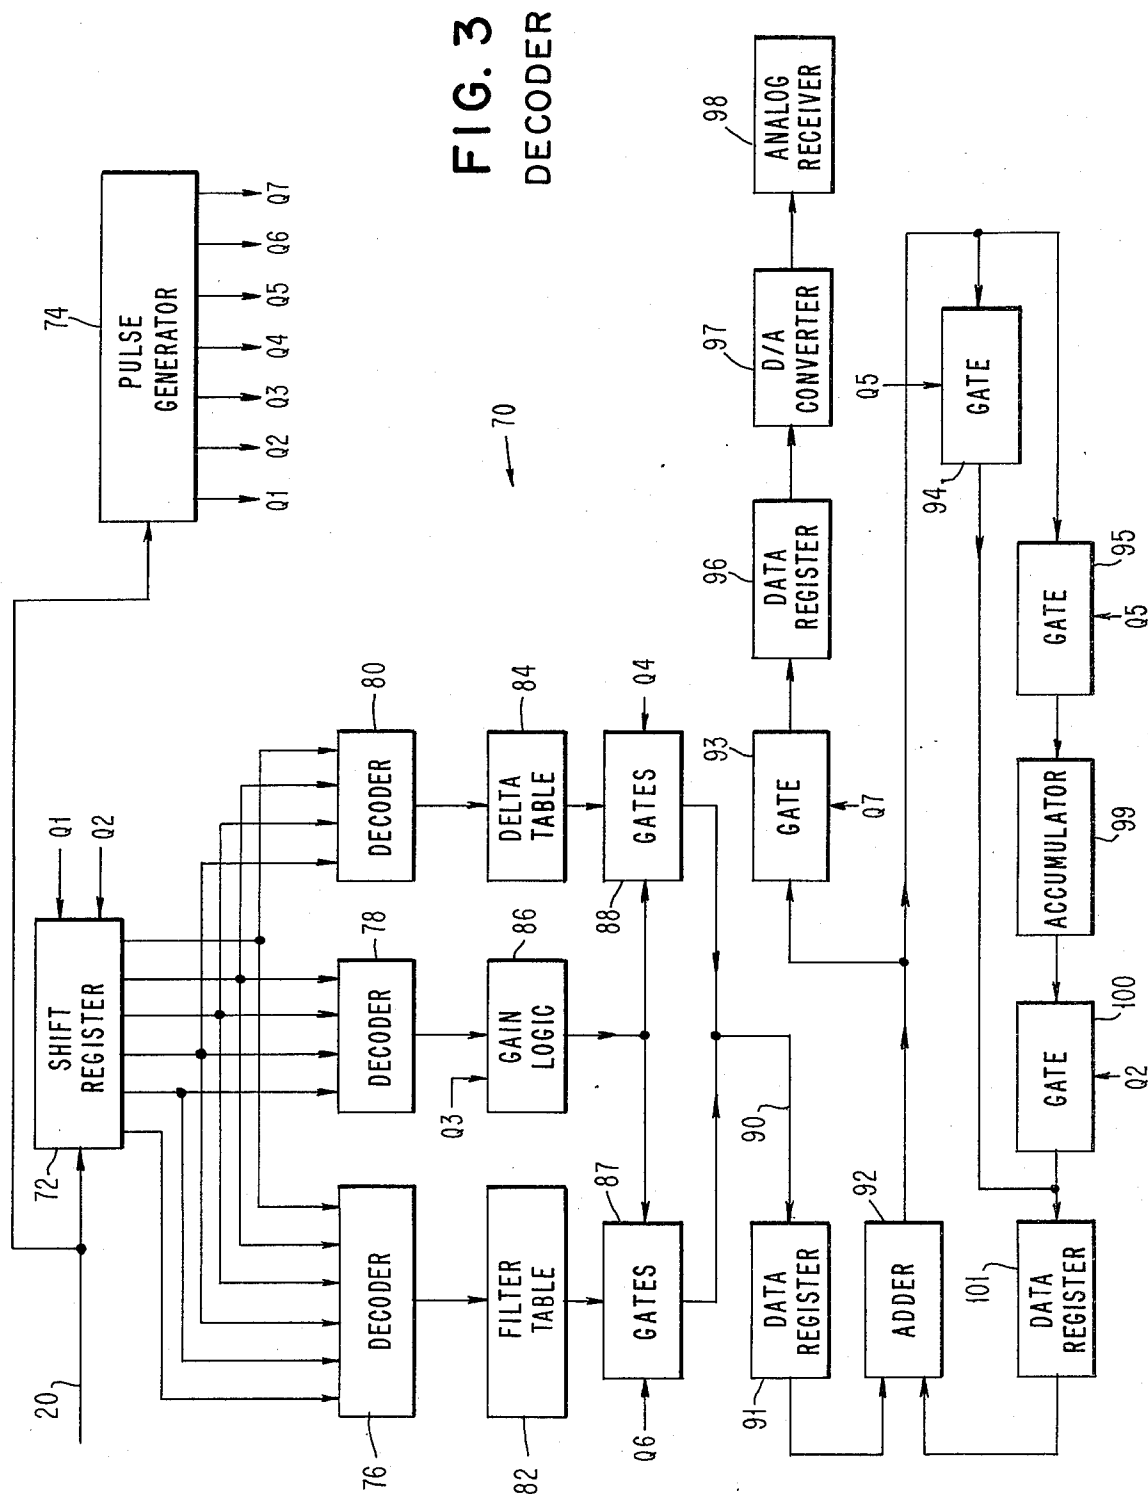 FIG. 3
DECODER
20
72
SHIFT
REGISTER
Q1
Q2
74
PULSE
GENERATOR
Q1
Q2
Q3
Q4
Q5
Q6
Q7
70
76
DECODER
78
DECODER
80
DECODER
82
FILTER
TABLE
Q3
86
GAIN
LOGIC
84
DELTA
TABLE
Q6
87
GATES
88
GATES
Q4
90
91
DATA
REGISTER
93
GATE
Q7
96
DATA
REGISTER
97
D/A
CONVERTER
98
ANALOG
RECEIVER
92
ADDER
Q5
94
GATE
101
DATA
REGISTER
100
GATE
Q2
99
ACCUMULATOR
95
GATE
Q5